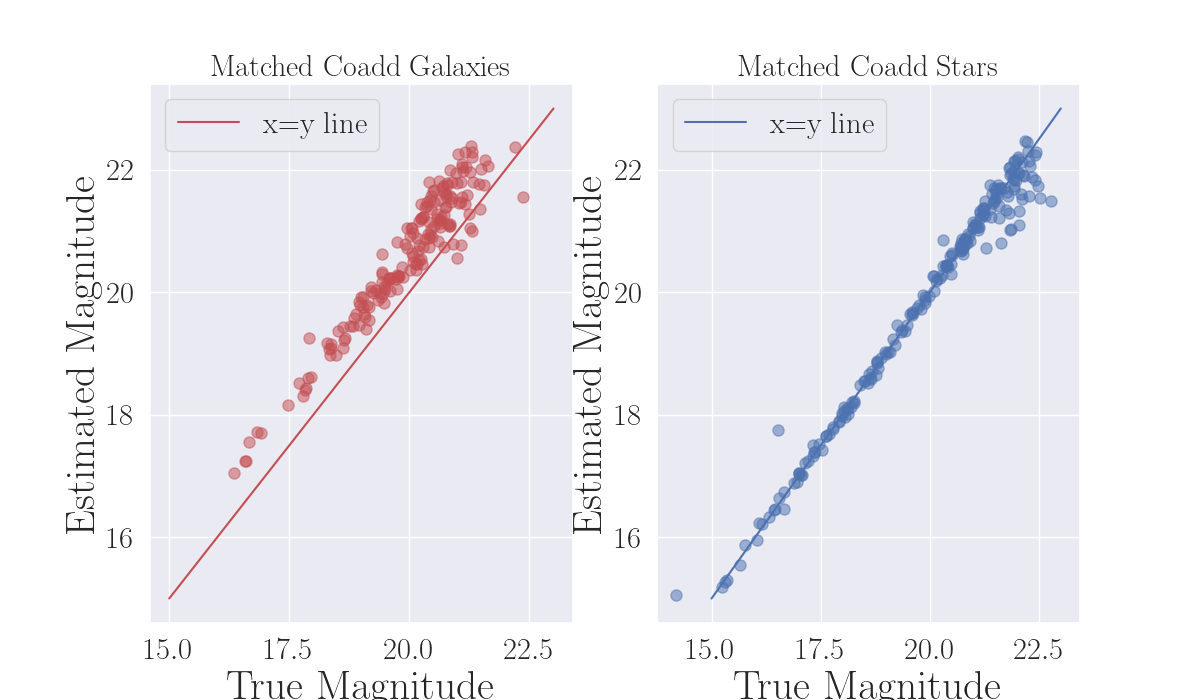 Matched Coadd Galaxies
x=y line
Estimated Magnitude
22
20
18
16
15.0
17.5
20.0
22.5
True Magnitude
Matched Coadd Stars
x=y line
Estimated Magnitude
22
20
18
16
15.0
17.5
20.0
22.5
True Magnitude